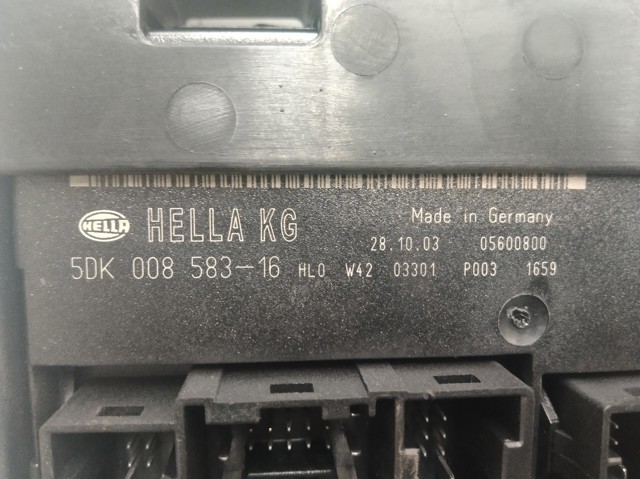 HELLA HELLA KG Made in Germany
28.10.03 05600800
5DK 008 583-16 HLO W42 03301 P003 1659